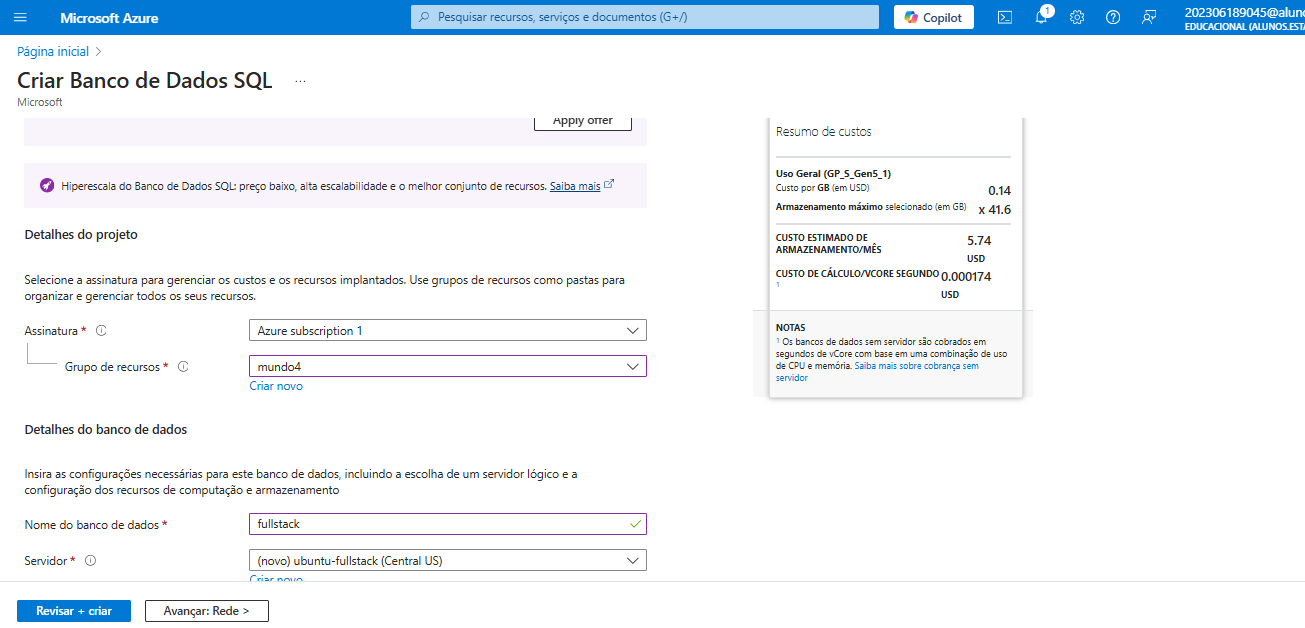 Microsoft Azure
Pesquisar recursos, serviços e documentos (G+/)
Copilot
1
202306189045@aluno
EDUCACIONAL (ALUNOS.ESTA
Página inicial >
Criar Banco de Dados SQL ...
Microsoft
Apply offer
Hiperescala do Banco de Dados SQL: preço baixo, alta escalabilidade e o melhor conjunto de recursos. Saiba mais
Detalhes do projeto
Selecione a assinatura para gerenciar os custos e os recursos implantados. Use grupos de recursos como pastas para
organizar e gerenciar todos os seus recursos.
Assinatura *
Azure subscription 1
Grupo de recursos *
mundo4
Criar novo
Detalhes do banco de dados
Insira as configurações necessárias para este banco de dados, incluindo a escolha de um servidor lógico e a
configuração dos recursos de computação e armazenamento
Nome do banco de dados *
fullstack
Servidor *
(novo) ubuntu-fullstack (Central US)
Criar novo
Revisar + criar
Avançar: Rede >
Resumo de custos
Uso Geral (GP_S_Gen5_1)
Custo por GB (em USD)
0.14
Armazenamento máximo selecionado (em GB)
x 41.6
CUSTO ESTIMADO DE
ARMAZENAMENTO/MÊS
5.74
USD
CUSTO DE CÁLCULO/VCORE SEGUNDO
1
0.000174
USD
NOTAS
1 Os bancos de dados sem servidor são cobrados em
segundos de vCore com base em uma combinação de uso
de CPU e memória. Saiba mais sobre cobrança sem
servidor